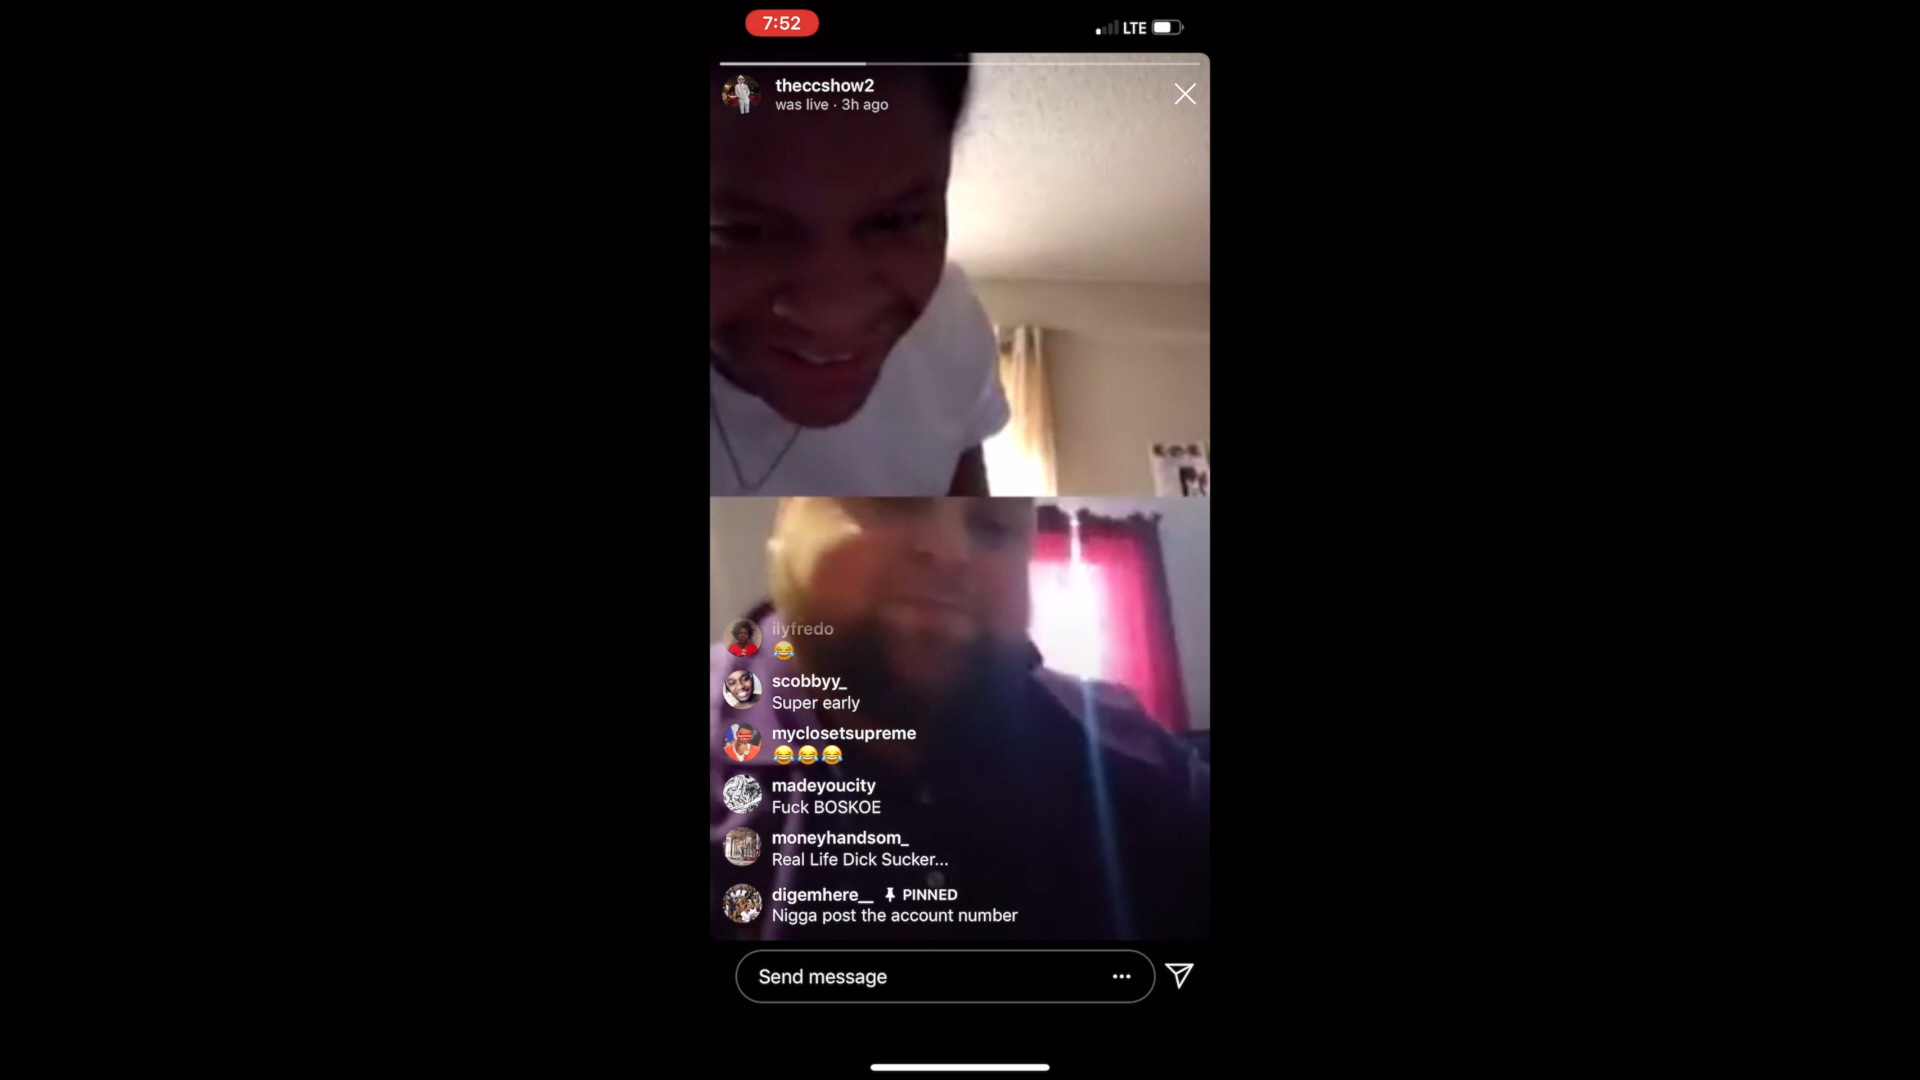 7:52
LTE
theccshow2
was live · 3h ago
ilyfredo
😂
scobbyy_
Super early
myclosetsupreme
😂😂😂
madeyoucity
Fuck BOSKOE
moneyhandsom_
Real Life Dick Sucker...
digemhere__ PINNED
Nigga post the account number
Send message